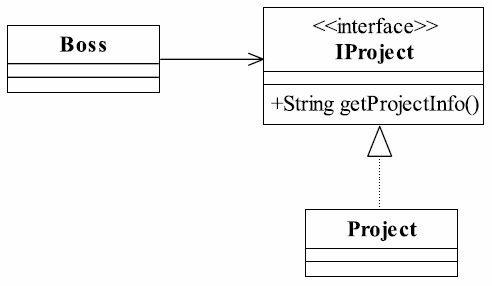 Boss
<<interface>>
IProject
+String getProjectInfo()
Project